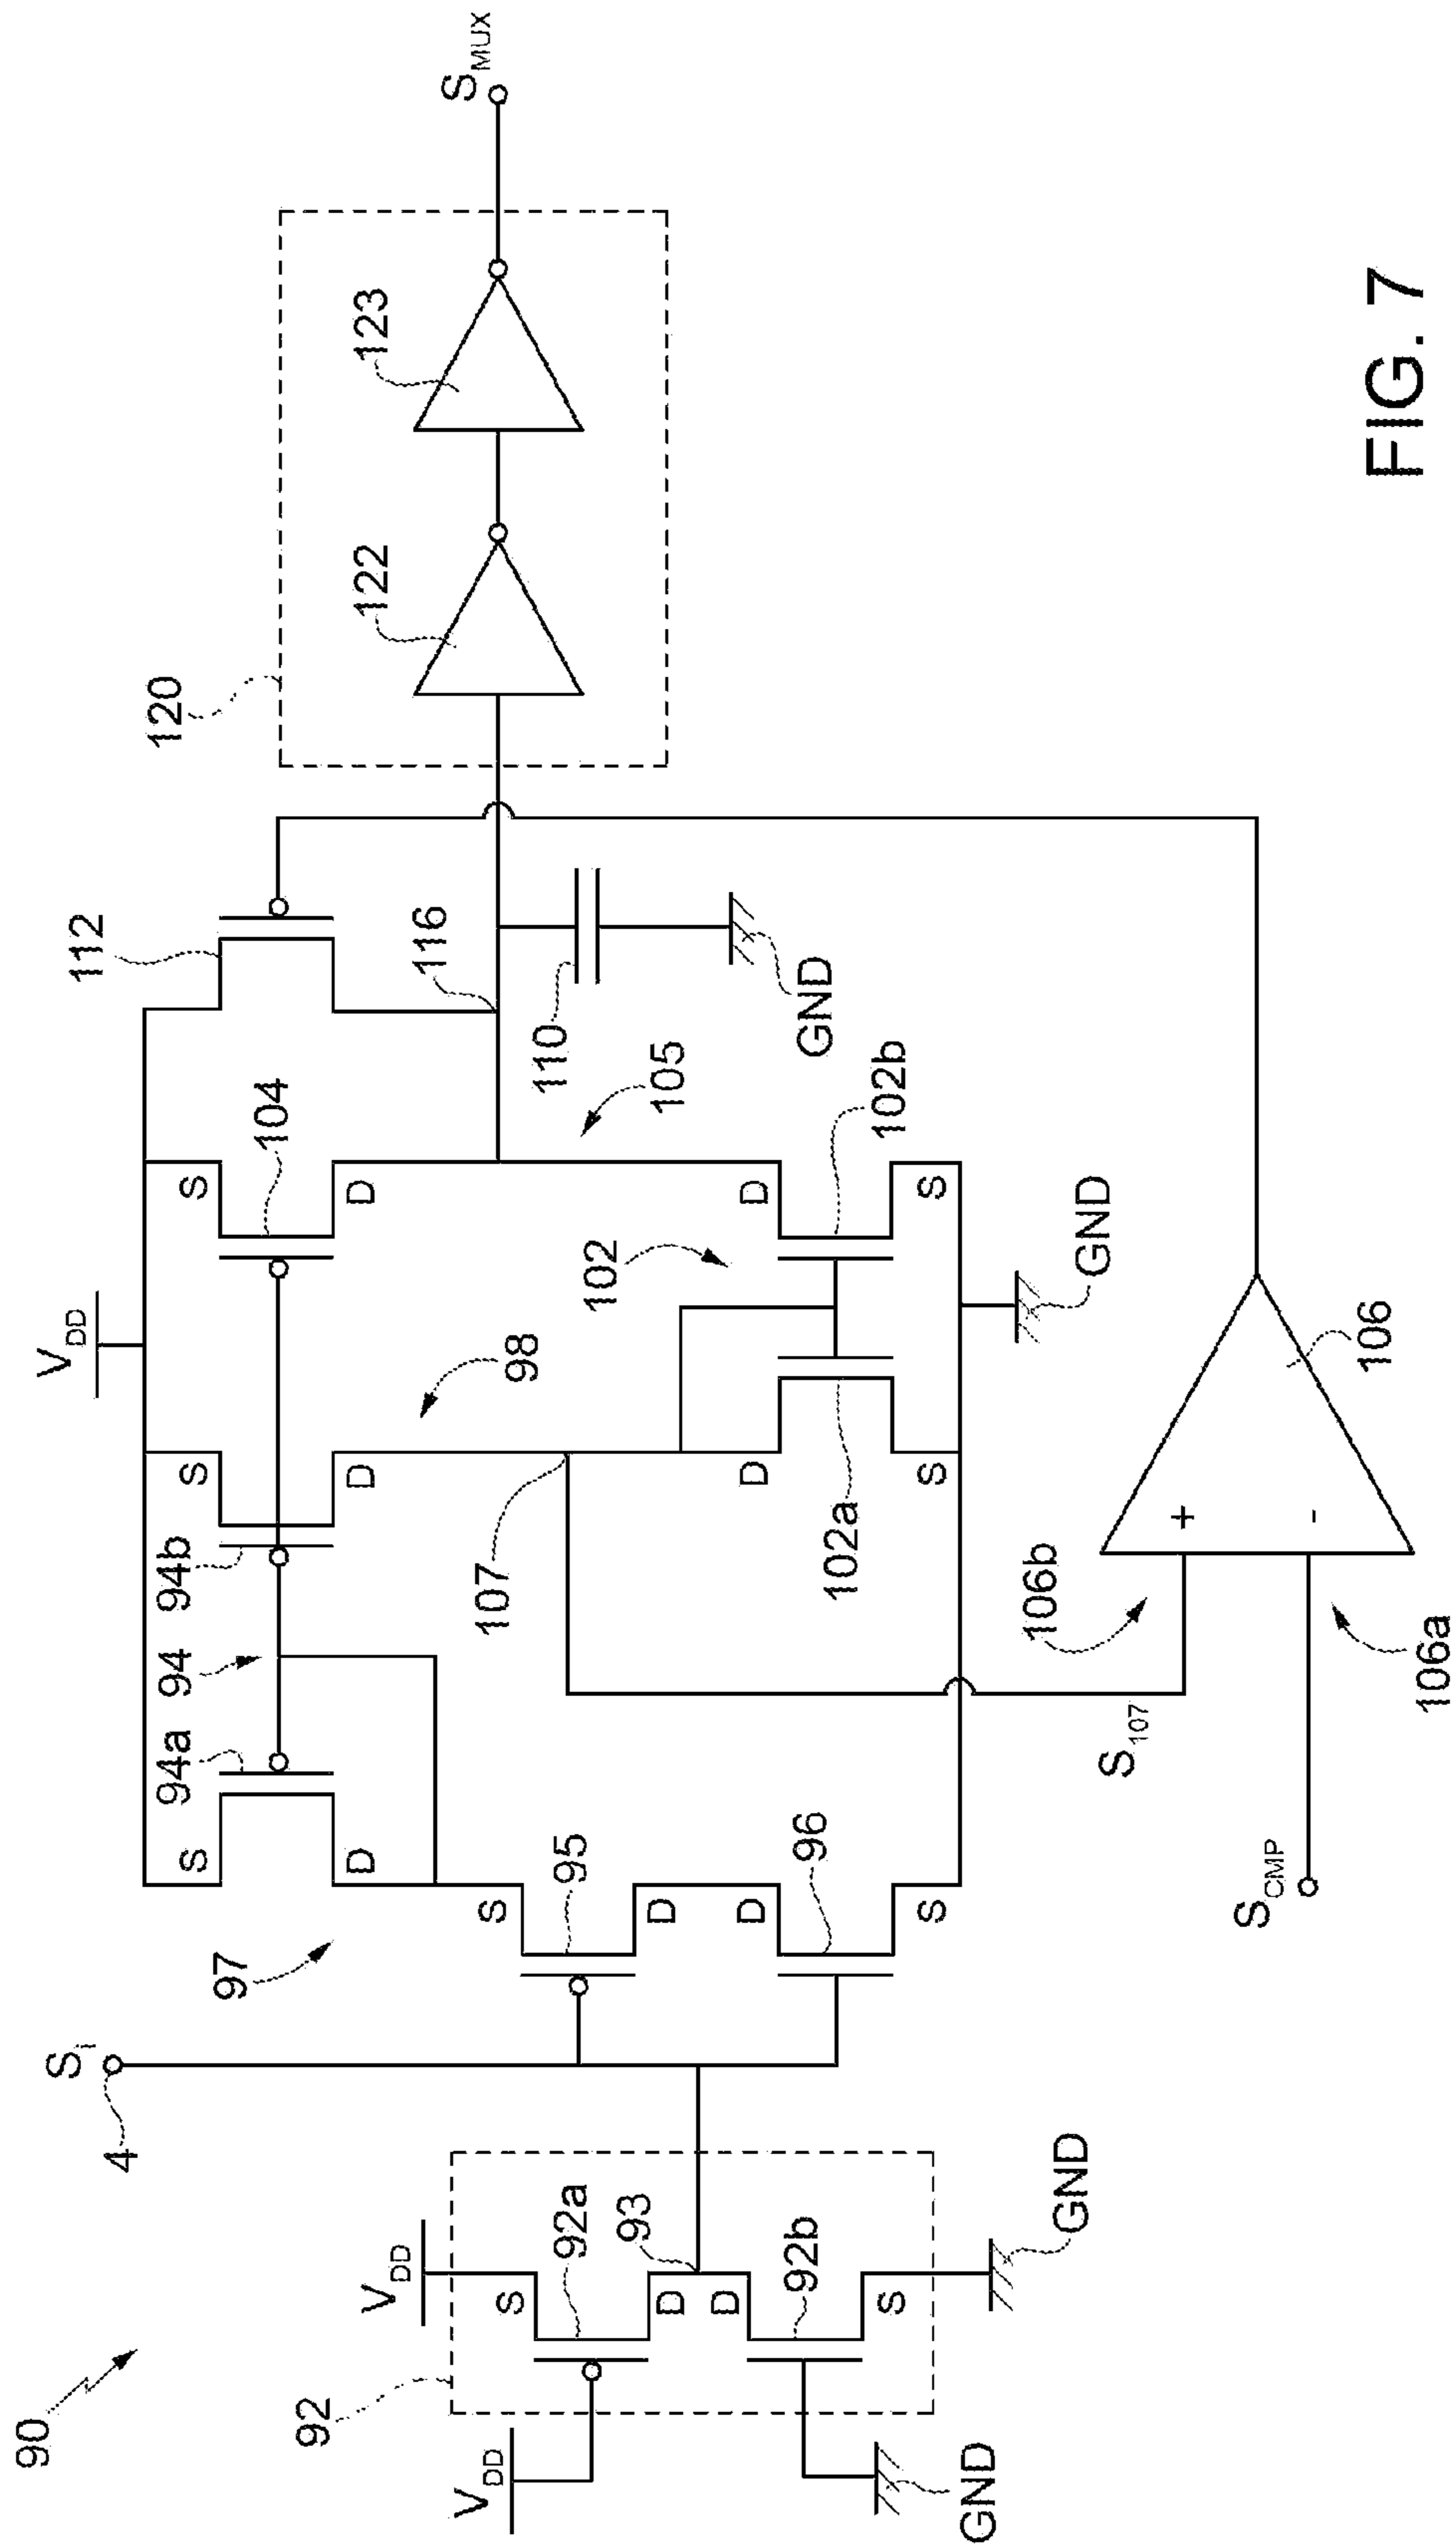 90
92
V_DD
V_DD
S
92a
D
93
D
92b
S
GND
GND
4
S_i
97
S
94a
D
94
94b
S
D
S
95
D
D
96
S
V_DD
98
107
D
102a
S
102
S
104
D
105
D
102b
S
GND
112
116
110
GND
120
122
123
S_MUX
S_107
S_CMP
106b
106a
+
-
106
FIG. 7